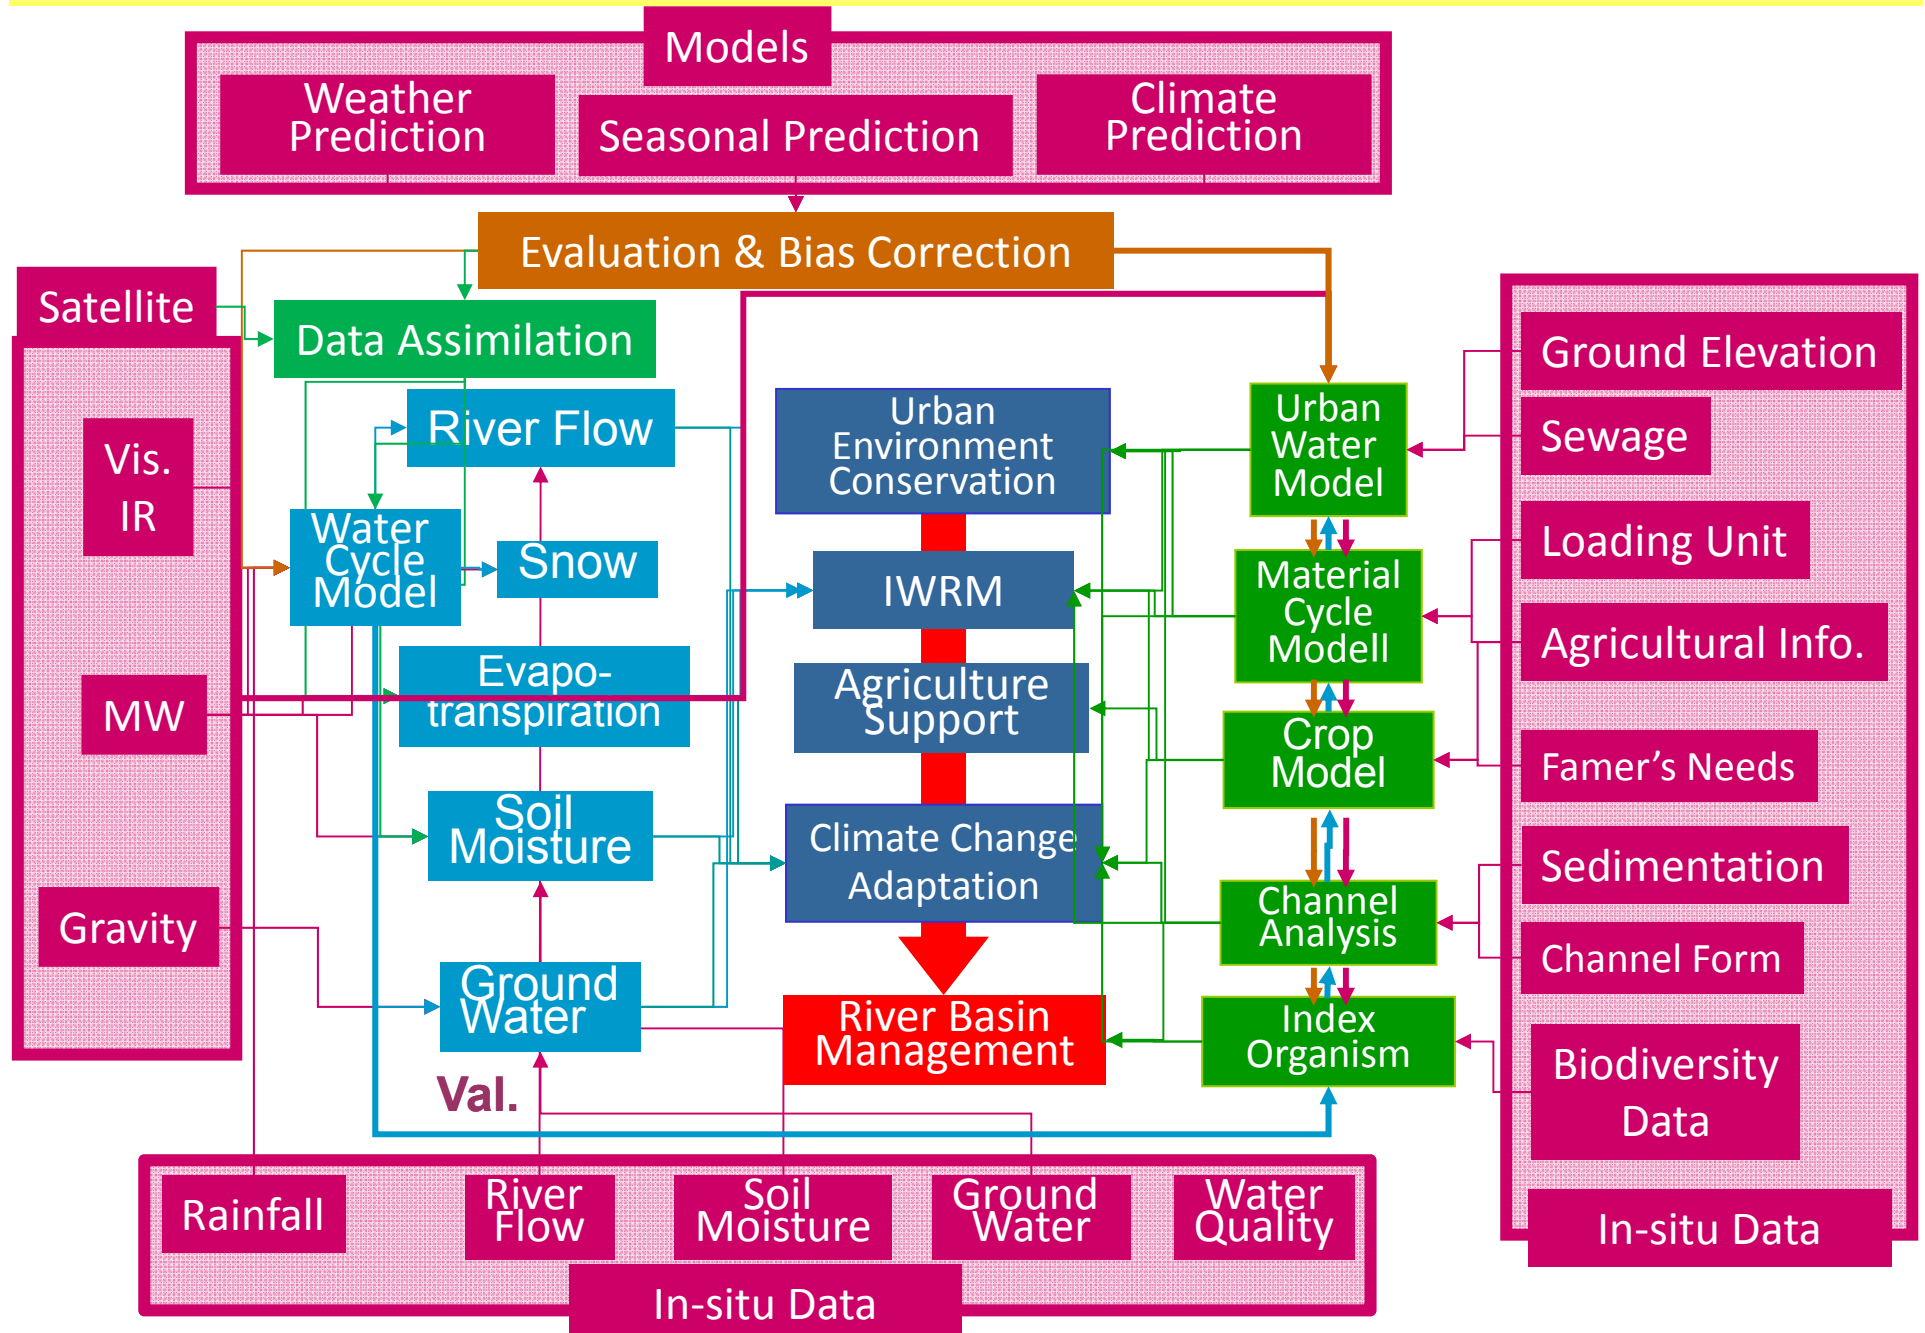 Models
Weather
Prediction
Seasonal Prediction
Climate
Prediction
Evaluation & Bias Correction
Satellite
Data Assimilation
Vis.
IR
MW
Gravity
River Flow
Water
Cycle
Model
Snow
Evapo-
transpiration
Soil
Moisture
Ground
Water
Val.
Urban
Environment
Conservation
IWRM
Agriculture
Support
Climate Change
Adaptation
River Basin
Management
Urban
Water
Model
Material
Cycle
Modell
Crop
Model
Channel
Analysis
Index
Organism
Ground Elevation
Sewage
Loading Unit
Agricultural Info.
Famer’s Needs
Sedimentation
Channel Form
Biodiversity
Data
In-situ Data
Rainfall
River
Flow
Soil
Moisture
Ground
Water
Water
Quality
In-situ Data